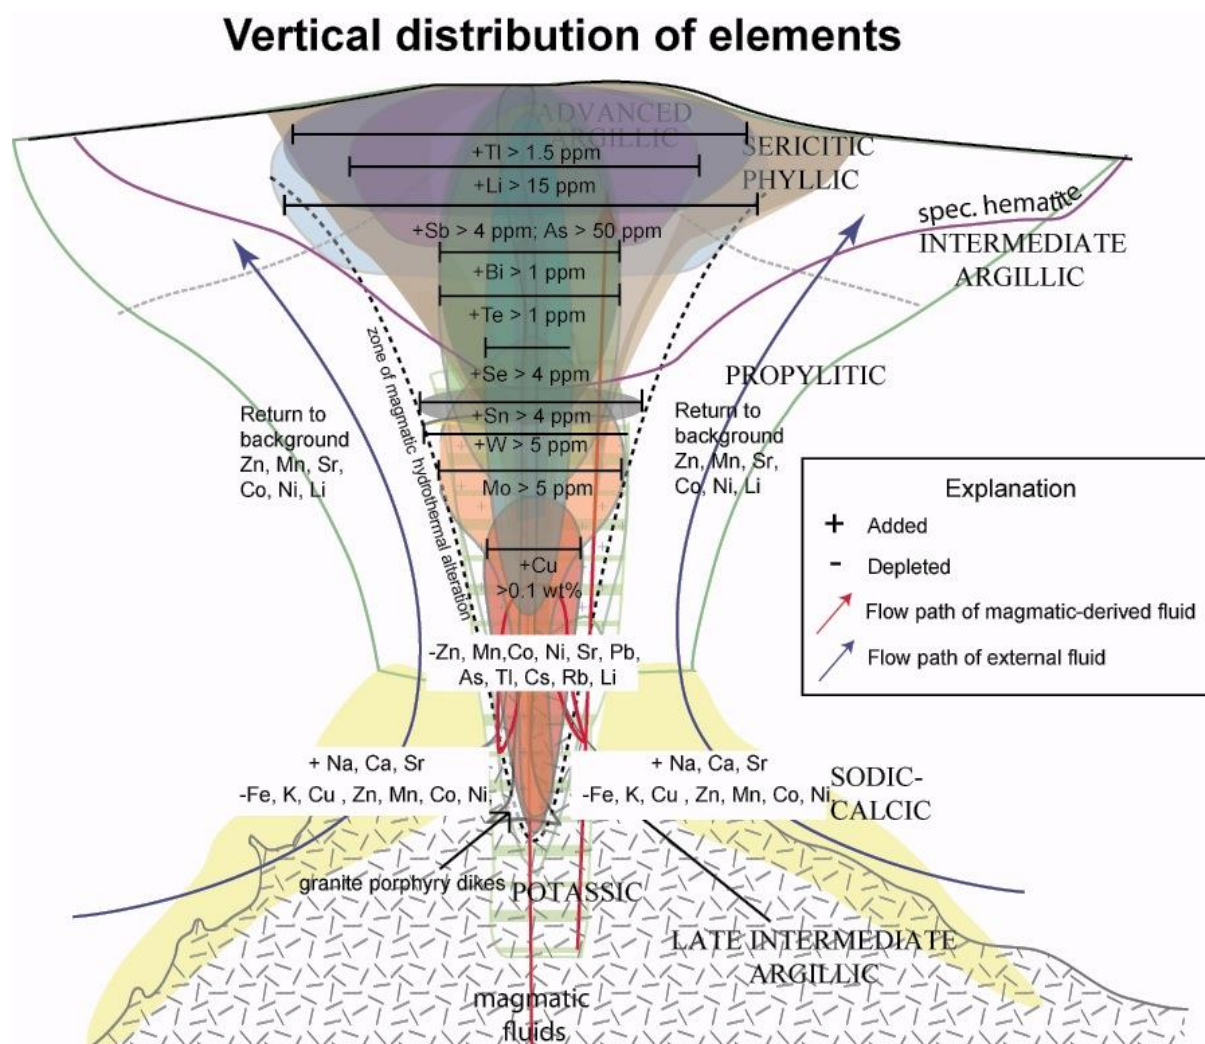 Vertical distribution of elements
ADVANCED
ARGILLIC
+Tl > 1.5 ppm
SERICITIC
PHYLLIC
+Li > 15 ppm
spec. hematite
+Sb > 4 ppm; As > 50 ppm
INTERMEDIATE
ARGILLIC
+Bi > 1 ppm
+Te > 1 ppm
zone of magmatic hydrothermal alteration
+Se > 4 ppm
PROPYLITIC
+Sn > 4 ppm
Return to
background
Zn, Mn, Sr,
Co, Ni, Li
Return to
background
Zn, Mn, Sr,
Co, Ni, Li
+W > 5 ppm
Mo > 5 ppm
+Cu
>0.1 wt%
Explanation
+ Added
- Depleted
Flow path of magmatic-derived fluid
Flow path of external fluid
-Zn, Mn,Co, Ni, Sr, Pb,
As, Tl, Cs, Rb, Li
+ Na, Ca, Sr
-Fe, K, Cu , Zn, Mn, Co, Ni,
+ Na, Ca, Sr
-Fe, K, Cu , Zn, Mn, Co, Ni,
SODIC-
CALCIC
granite porphyry dikes
POTASSIC
LATE INTERMEDIATE
ARGILLIC
magmatic
fluids